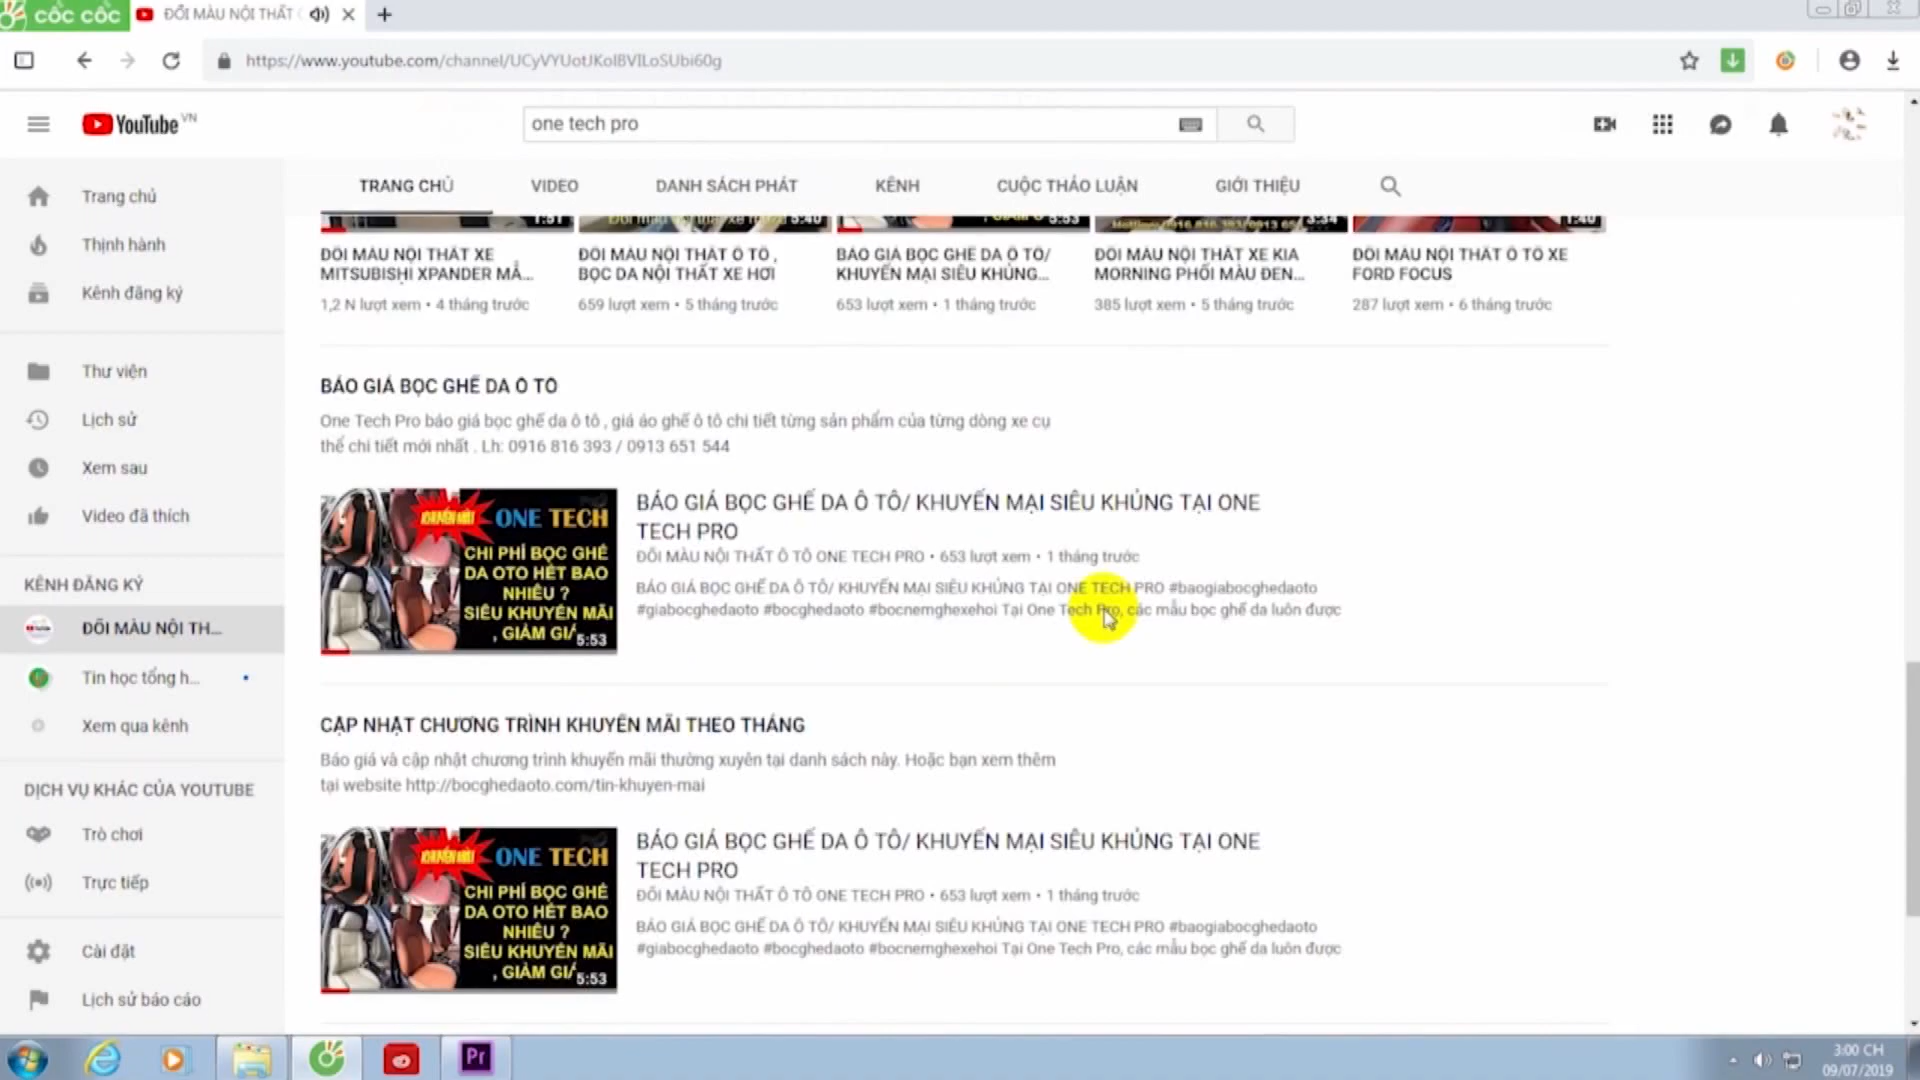 cốc cốc
ĐỔI MÀU NỘI THẤT
https://www.youtube.com/channel/UCyVYUotJKolBVILoSUbi60g
YouTube VN
one tech pro
TRANG CHỦ VIDEO DANH SÁCH PHÁT KÊNH CUỘC THẢO LUẬN GIỚI THIỆU
Trang chủ
Thịnh hành
Kênh đăng ký
Thư viện
Lịch sử
Xem sau
Video đã thích
KÊNH ĐĂNG KÝ
ĐỔI MÀU NỘI TH...
Tin học tổng h...
Xem qua kênh
DỊCH VỤ KHÁC CỦA YOUTUBE
Trò chơi
Trực tiếp
Cài đặt
Lịch sử báo cáo
1:51 5:40 5:53 3:34 1:40
ĐỔI MÀU NỘI THẤT XE
MITSUBISHI XPANDER MẪ...
1,2 N lượt xem • 4 tháng trước
ĐỔI MÀU NỘI THẤT Ô TÔ ,
BỌC DA NỘI THẤT XE HƠI
659 lượt xem • 5 tháng trước
BÁO GIÁ BỌC GHẾ DA Ô TÔ/
KHUYẾN MẠI SIÊU KHỦNG...
653 lượt xem • 1 tháng trước
ĐỔI MÀU NỘI THẤT XE KIA
MORNING PHỐI MÀU ĐEN...
385 lượt xem • 5 tháng trước
ĐỔI MÀU NỘI THẤT Ô TÔ XE
FORD FOCUS
287 lượt xem • 6 tháng trước
BÁO GIÁ BỌC GHẾ DA Ô TÔ
One Tech Pro báo giá bọc ghế da ô tô , giá áo ghế ô tô chi tiết từng sản phẩm của từng dòng xe cụ
thể chi tiết mới nhất . Lh: 0916 816 393 / 0913 651 544
KHUYẾN MÃI ONE TECH
CHI PHÍ BỌC GHẾ
DA OTO HẾT BAO
NHIÊU ?
SIÊU KHUYẾN MÃI
, GIẢM GIÁ 5:53
BÁO GIÁ BỌC GHẾ DA Ô TÔ/ KHUYẾN MẠI SIÊU KHỦNG TẠI ONE
TECH PRO
ĐỔI MÀU NỘI THẤT Ô TÔ ONE TECH PRO • 653 lượt xem • 1 tháng trước
BÁO GIÁ BỌC GHẾ DA Ô TÔ/ KHUYẾN MẠI SIÊU KHỦNG TẠI ONE TECH PRO #baogiabocghedaoto
#giabocghedaoto #bocghedaoto #bocnemghexehoi Tại One Tech Pro, các mẫu bọc ghế da luôn được
CẬP NHẬT CHƯƠNG TRÌNH KHUYẾN MÃI THEO THÁNG
Báo giá và cập nhật chương trình khuyến mãi thường xuyên tại danh sách này. Hoặc bạn xem thêm
tại website http://bocghedaoto.com/tin-khuyen-mai
KHUYẾN MÃI ONE TECH
CHI PHÍ BỌC GHẾ
DA OTO HẾT BAO
NHIÊU ?
SIÊU KHUYẾN MÃI
, GIẢM GIÁ 5:53
BÁO GIÁ BỌC GHẾ DA Ô TÔ/ KHUYẾN MẠI SIÊU KHỦNG TẠI ONE
TECH PRO
ĐỔI MÀU NỘI THẤT Ô TÔ ONE TECH PRO • 653 lượt xem • 1 tháng trước
BÁO GIÁ BỌC GHẾ DA Ô TÔ/ KHUYẾN MẠI SIÊU KHỦNG TẠI ONE TECH PRO #baogiabocghedaoto
#giabocghedaoto #bocghedaoto #bocnemghexehoi Tại One Tech Pro, các mẫu bọc ghế da luôn được
Pr
3:00 CH
09/07/2019